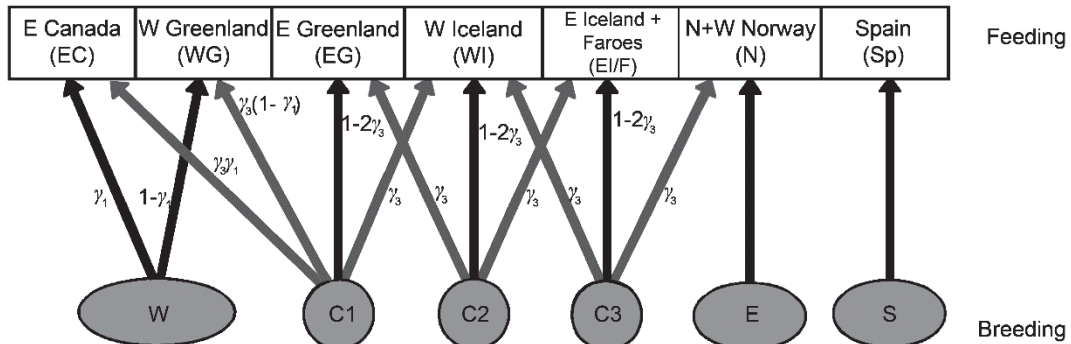 E Canada
(EC)
W Greenland
(WG)
E Greenland
(EG)
W Iceland
(WI)
E Iceland +
Faroes
(EI/F)
N+W Norway
(N)
Spain
(Sp)
Feeding
γ₃(1- γ₁)
1-2γ₃
1-2γ₃
1-2γ₃
γ₃γ₁
γ₁
1-γ₁
γ₃
γ₃
γ₃
γ₃
γ₃
W
C1
C2
C3
E
S
Breeding